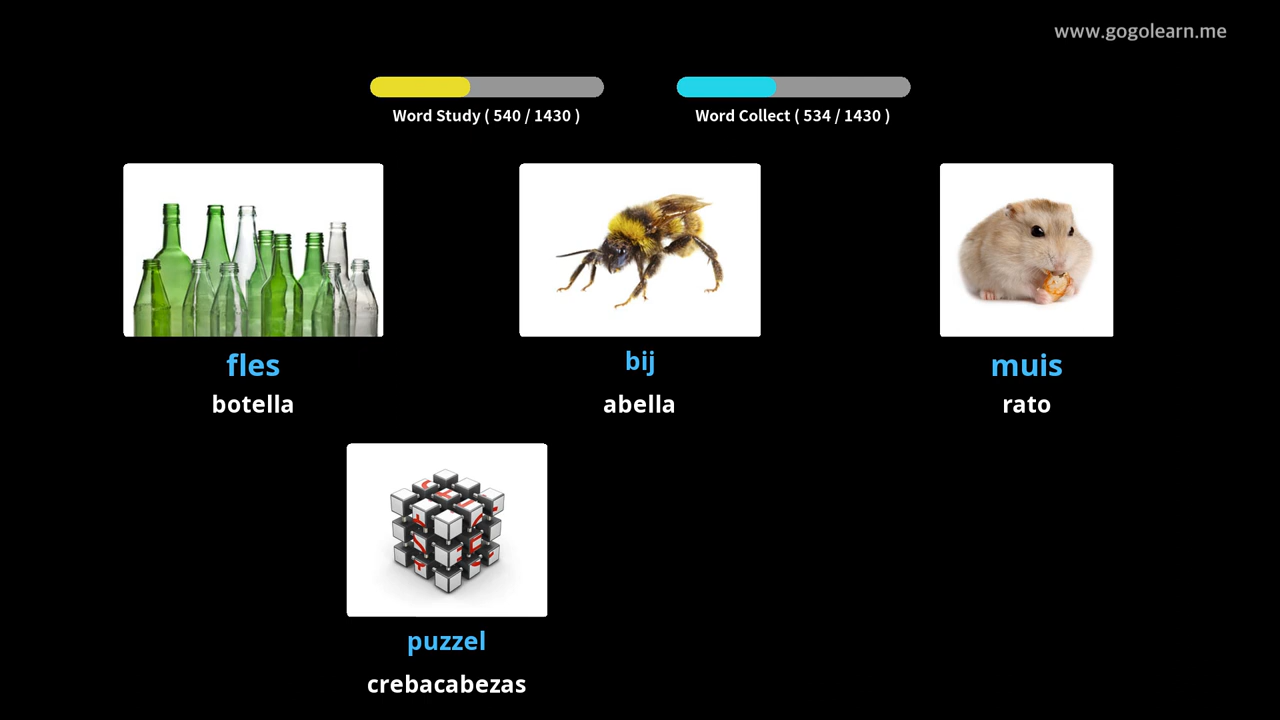 www.gogolearn.me
Word Study ( 540 / 1430 )
Word Collect ( 534 / 1430 )
fles
botella
bij
abella
muis
rato
puzzel
crebacabezas